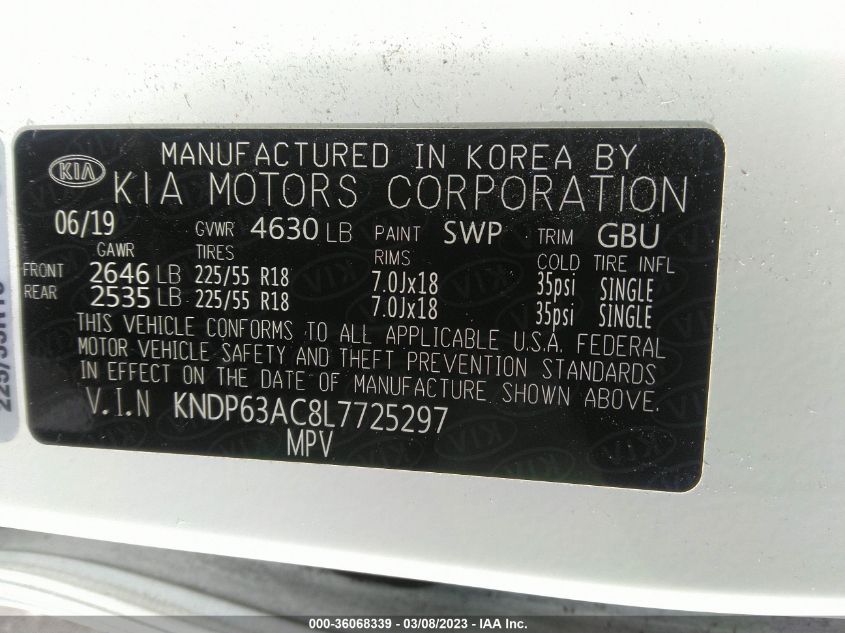 MANUFACTURED IN KOREA BY
KIA KIA MOTORS CORPORATION
06/19 GVWR 4630 LB PAINT SWP TRIM GBU
GAWR TIRES RIMS COLD TIRE INFL
FRONT 2646 LB 225/55 R18 7.0Jx18 35psi SINGLE
REAR 2535 LB 225/55 R18 7.0Jx18 35psi SINGLE
THIS VEHICLE CONFORMS TO ALL APPLICABLE U.S.A. FEDERAL
MOTOR VEHICLE SAFETY AND THEFT PREVENTION STANDARDS
IN EFFECT ON THE DATE OF MANUFACTURE SHOWN ABOVE.
V.I.N KNDP63AC8L7725297
MPV
000-36068339 - 03/08/2023 - IAA Inc.